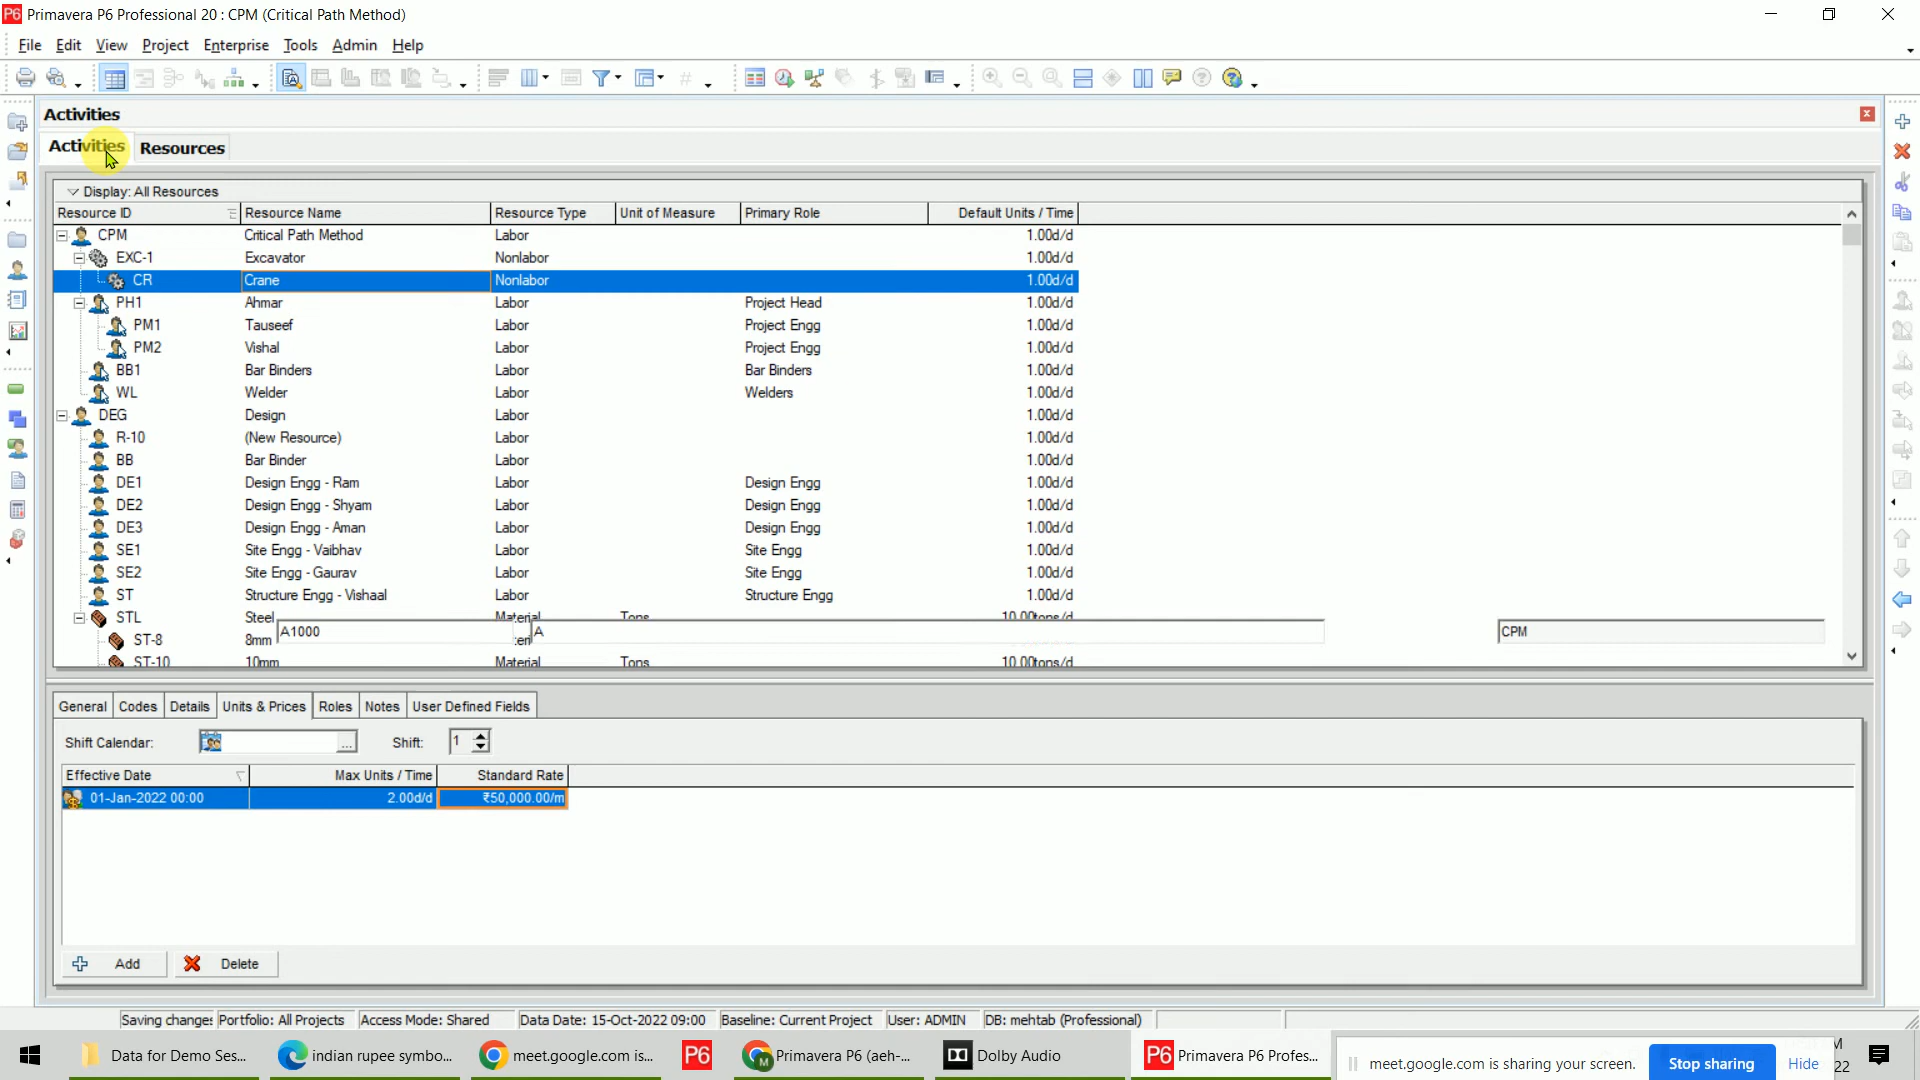 P6 Primavera P6 Professional 20 : CPM (Critical Path Method)
File Edit View Project Enterprise Tools Admin Help
Activities
Activities Resources
Display: All Resources
Resource ID Resource Name Resource Type Unit of Measure Primary Role Default Units / Time
CPM Critical Path Method Labor 1.00d/d
EXC-1 Excavator Nonlabor 1.00d/d
CR Crane Nonlabor 1.00d/d
PH1 Ahmar Labor Project Head 1.00d/d
PM1 Tauseef Labor Project Engg 1.00d/d
PM2 Vishal Labor Project Engg 1.00d/d
BB1 Bar Binders Labor Bar Binders 1.00d/d
WL Welder Labor Welders 1.00d/d
DEG Design Labor 1.00d/d
R-10 (New Resource) Labor 1.00d/d
BB Bar Binder Labor 1.00d/d
DE1 Design Engg - Ram Labor Design Engg 1.00d/d
DE2 Design Engg - Shyam Labor Design Engg 1.00d/d
DE3 Design Engg - Aman Labor Design Engg 1.00d/d
SE1 Site Engg - Vaibhav Labor Site Engg 1.00d/d
SE2 Site Engg - Gaurav Labor Site Engg 1.00d/d
ST Structure Engg - Vishaal Labor Structure Engg 1.00d/d
STL Steel Material Tons 10.00tons/d
A1000 A CPM
ST-8 8mm
ST-10 10mm Material Tons 10.00tons/d
General Codes Details Units & Prices Roles Notes User Defined Fields
Shift Calendar: ... Shift: 1
Effective Date Max Units / Time Standard Rate
01-Jan-2022 00:00 2.00d/d ₹50,000.00/m
Add Delete
Saving changes Portfolio: All Projects Access Mode: Shared Data Date: 15-Oct-2022 09:00 Baseline: Current Project User: ADMIN DB: mehtab (Professional)
Data for Demo Ses... indian rupee symbo... meet.google.com is... P6 M Primavera P6 (aeh-... Dolby Audio P6 Primavera P6 Profes... meet.google.com is sharing your screen. Stop sharing Hide